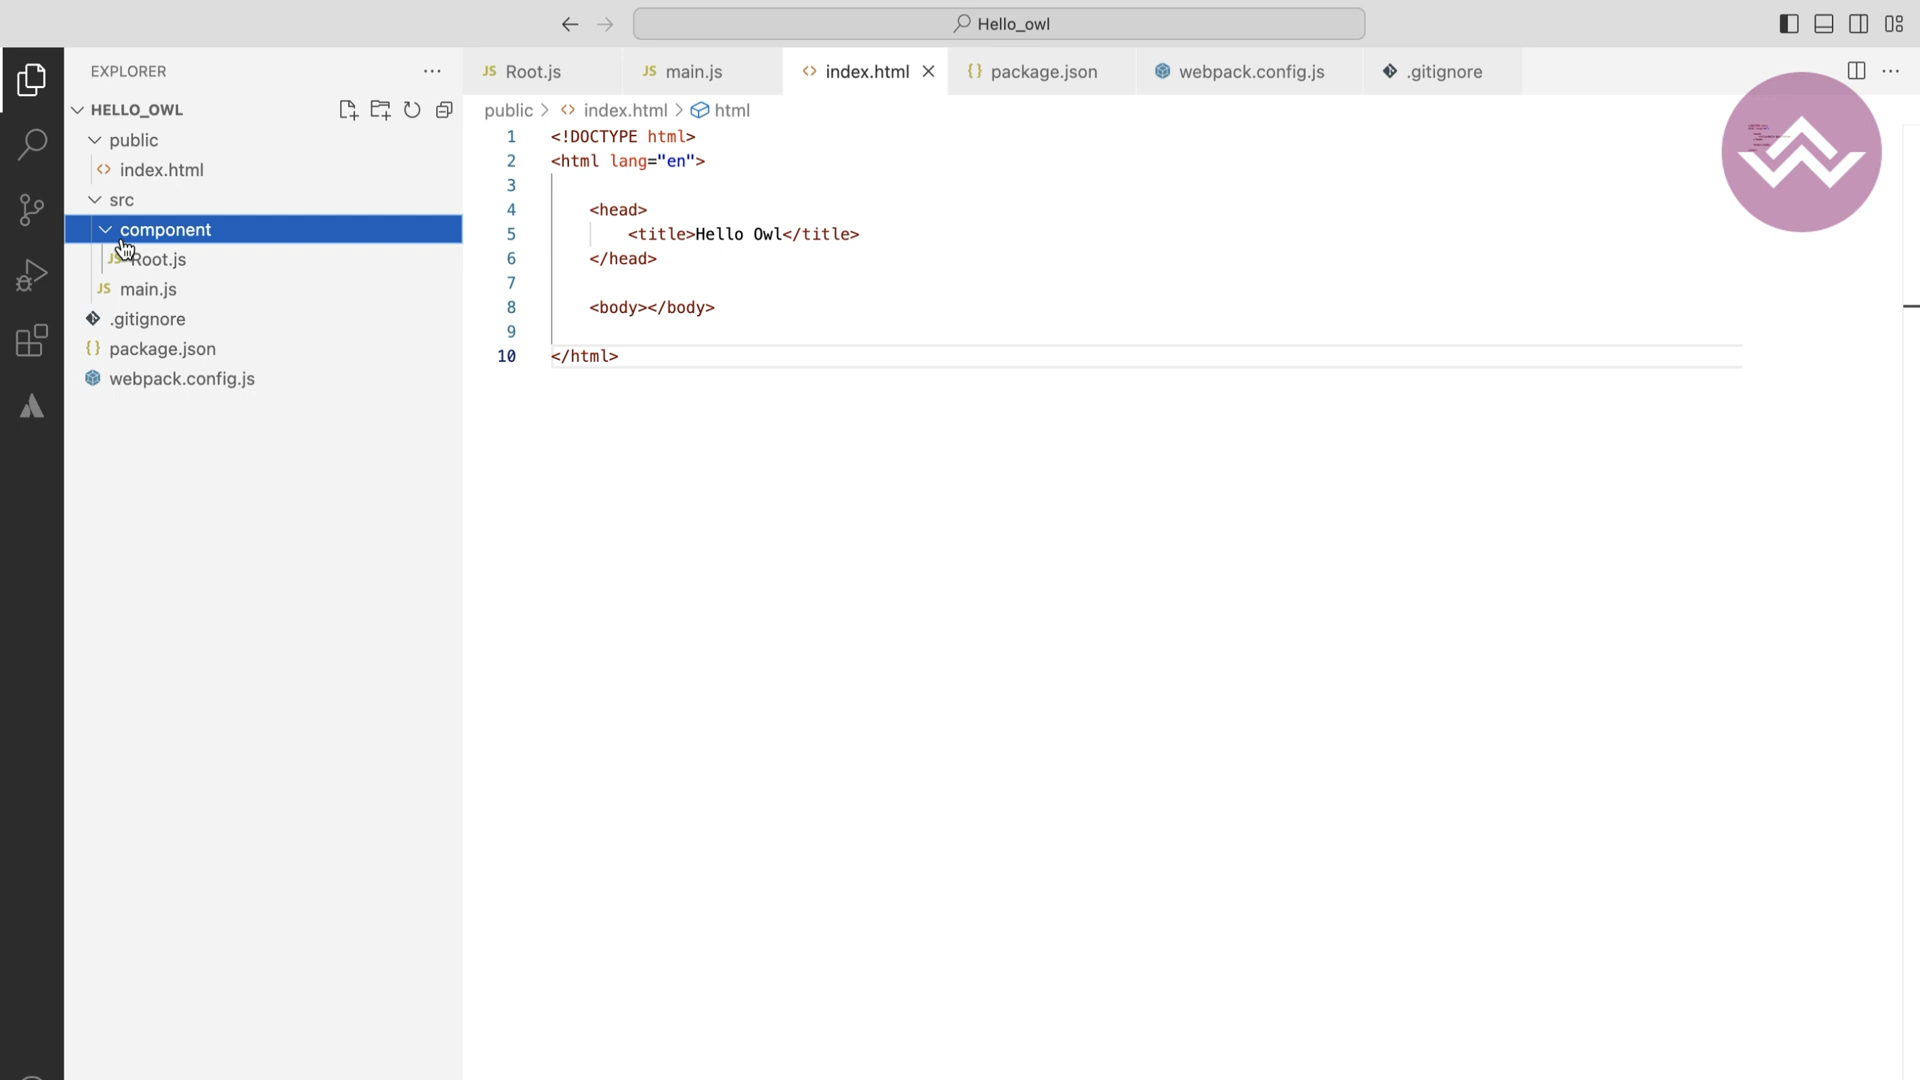 Hello_owl
EXPLORER
HELLO_OWL
public
index.html
src
component
Root.js
main.js
.gitignore
package.json
webpack.config.js
JS Root.js
JS main.js
<> index.html
{} package.json
webpack.config.js
.gitignore
public > <> index.html > html
1 <!DOCTYPE html>
2 <html lang="en">
3
4 <head>
5 <title>Hello Owl</title>
6 </head>
7
8 <body></body>
9
10 </html>